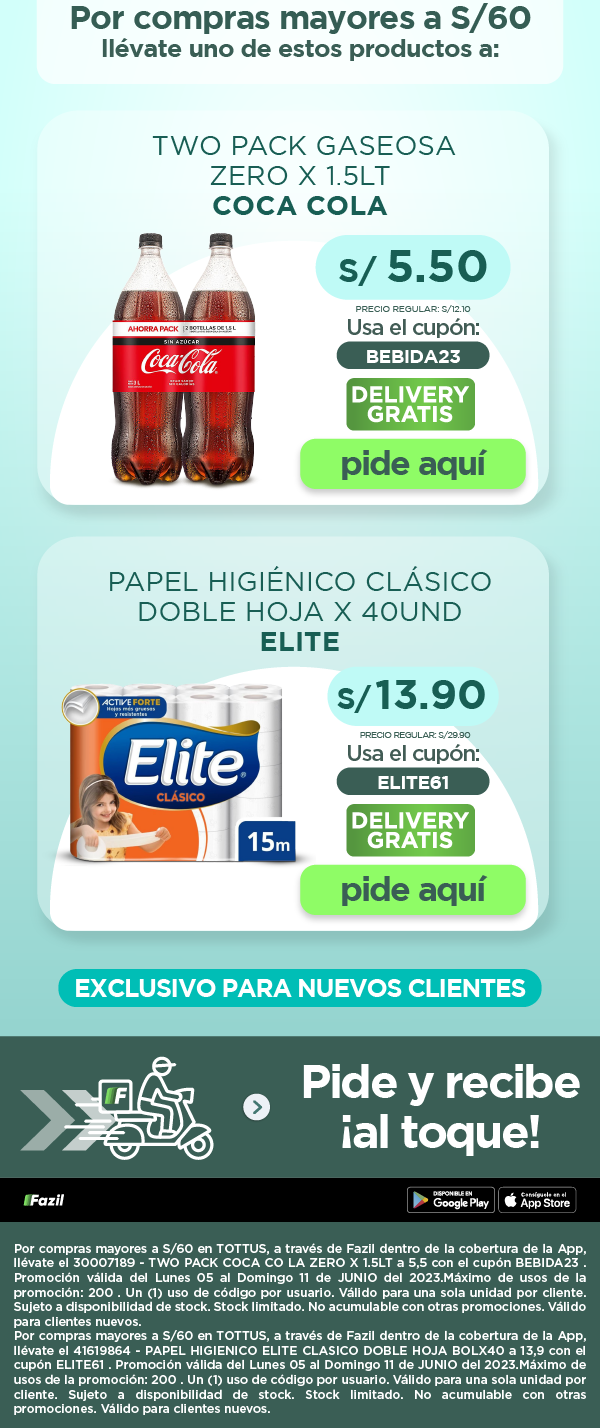 Por compras mayores a S/60
llévate uno de estos productos a:
TWO PACK GASEOSA
ZERO X 1.5LT
COCA COLA
S/ 5.50
PRECIO REGULAR: S/12.10
Usa el cupón:
BEBIDA23
DELIVERY
GRATIS
pide aquí
AHORRA PACK | 2 BOTELLAS DE 1,5 L
SIN AZÚCAR
Coca-Cola
PAPEL HIGIÉNICO CLÁSICO
DOBLE HOJA X 40UND
ELITE
S/13.90
PRECIO REGULAR: S/29.90
Usa el cupón:
ELITE61
DELIVERY
GRATIS
pide aquí
ACTIVE FORTE
Hojas más gruesas
y resistentes
Elite®
CLÁSICO
15m
EXCLUSIVO PARA NUEVOS CLIENTES
Pide y recibe
¡al toque!
F
Fazil
DISPONIBLE EN
Google Play
Consíguelo en el
App Store
Por compras mayores a S/60 en TOTTUS, a través de Fazil dentro de la cobertura de la App,
llévate el 30007189 - TWO PACK COCA CO LA ZERO X 1.5LT a 5,5 con el cupón BEBIDA23 .
Promoción válida del Lunes 05 al Domingo 11 de JUNIO del 2023.Máximo de usos de la
promoción: 200 . Un (1) uso de código por usuario. Válido para una sola unidad por cliente.
Sujeto a disponibilidad de stock. Stock limitado. No acumulable con otras promociones. Válido
para clientes nuevos.
Por compras mayores a S/60 en TOTTUS, a través de Fazil dentro de la cobertura de la App,
llévate el 41619864 - PAPEL HIGIENICO ELITE CLASICO DOBLE HOJA BOLX40 a 13,9 con el
cupón ELITE61 . Promoción válida del Lunes 05 al Domingo 11 de JUNIO del 2023.Máximo de
usos de la promoción: 200 . Un (1) uso de código por usuario. Válido para una sola unidad por
cliente. Sujeto a disponibilidad de stock. Stock limitado. No acumulable con otras
promociones. Válido para clientes nuevos.